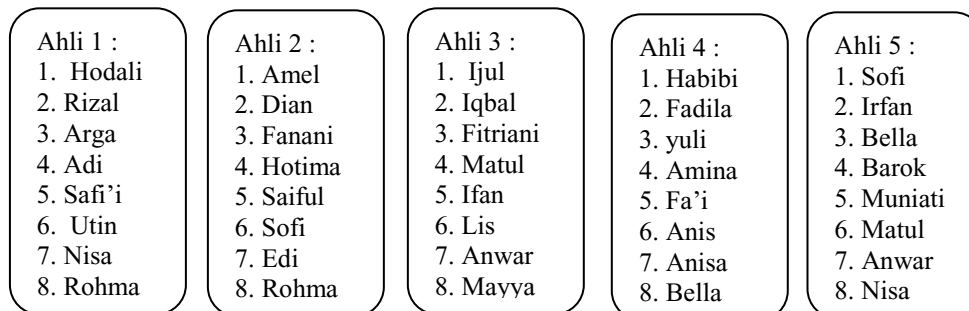 Ahli 1 :
1. Hodali
2. Rizal
3. Arga
4. Adi
5. Safi’i
6. Utin
7. Nisa
8. Rohma
Ahli 2 :
1. Amel
2. Dian
3. Fanani
4. Hotima
5. Saiful
6. Sofi
7. Edi
8. Rohma
Ahli 3 :
1. Ijul
2. Iqbal
3. Fitriani
4. Matul
5. Ifan
6. Lis
7. Anwar
8. Mayya
Ahli 4 :
1. Habibi
2. Fadila
3. yuli
4. Amina
5. Fa’i
6. Anis
7. Anisa
8. Bella
Ahli 5 :
1. Sofi
2. Irfan
3. Bella
4. Barok
5. Muniati
6. Matul
7. Anwar
8. Nisa